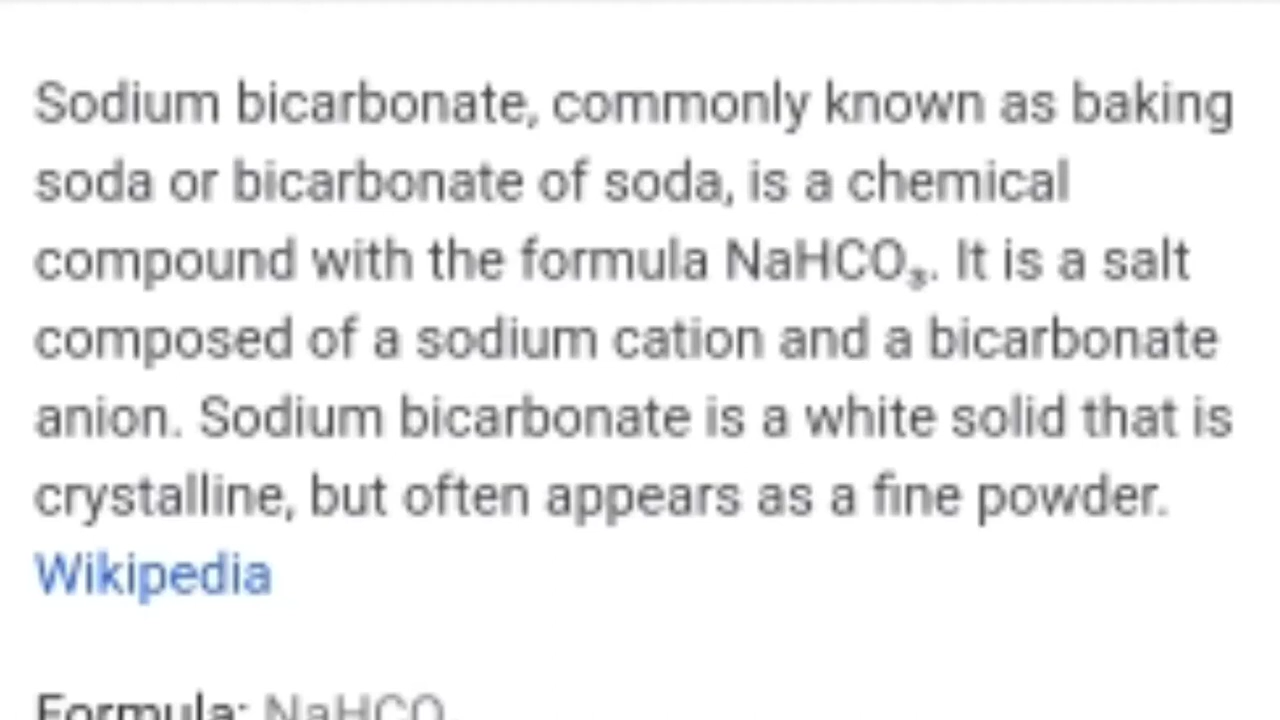 Sodium bicarbonate, commonly known as baking
soda or bicarbonate of soda, is a chemical
compound with the formula NaHCO₃. It is a salt
composed of a sodium cation and a bicarbonate
anion. Sodium bicarbonate is a white solid that is
crystalline, but often appears as a fine powder.
Wikipedia
Formula: NaHCO₃